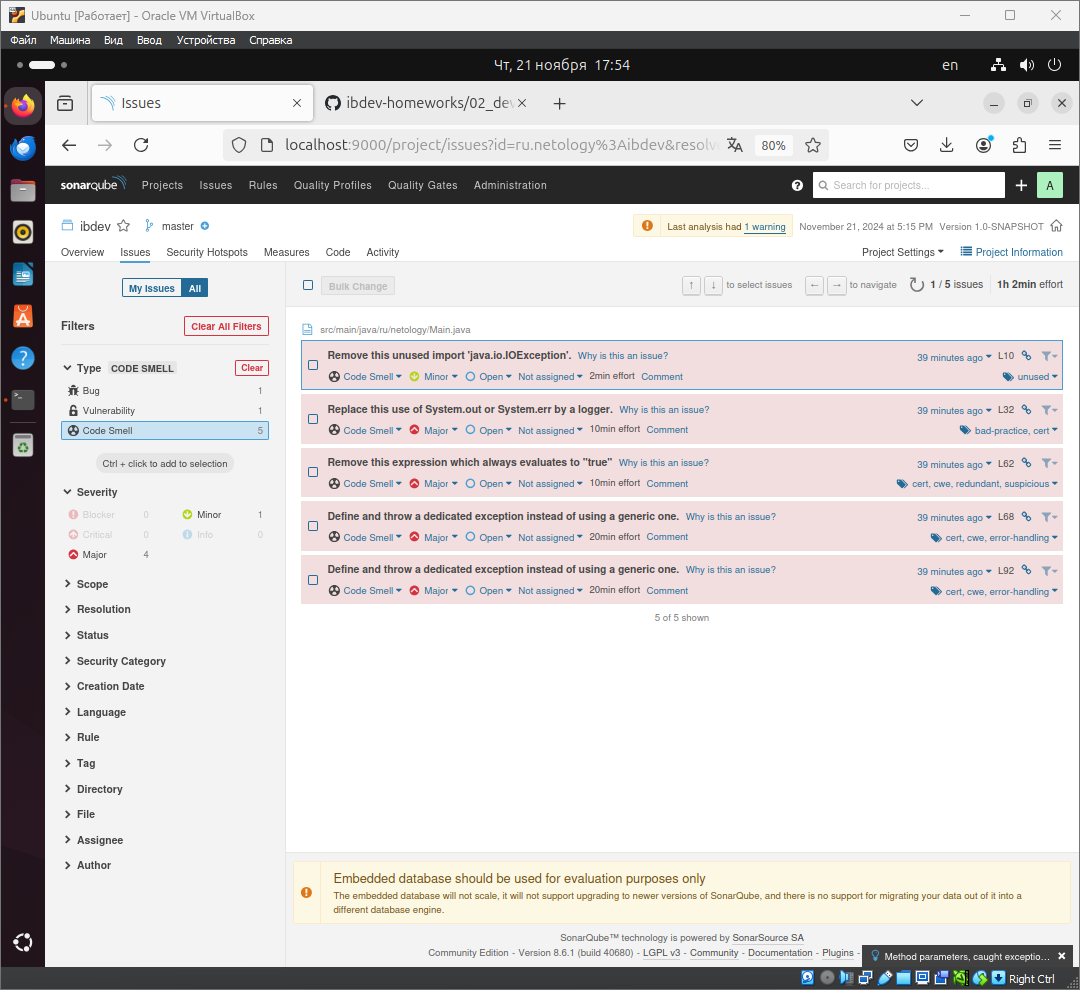 Ubuntu [Работает] - Oracle VM VirtualBox
Файл Машина Вид Ввод Устройства Справка
Чт, 21 ноября 17:54 en
Issues ibdev-homeworks/02_dev
localhost:9000/project/issues?id=ru.netology%3Aibdev&resolv 80%
sonarqube Projects Issues Rules Quality Profiles Quality Gates Administration ? Search for projects... A
ibdev master Last analysis had 1 warning November 21, 2024 at 5:15 PM Version 1.0-SNAPSHOT
Overview Issues Security Hotspots Measures Code Activity Project Settings Project Information
My Issues All
Bulk Change ↑ ↓ to select issues ← → to navigate 1 / 5 issues 1h 2min effort
Filters Clear All Filters
Type CODE SMELL Clear
Bug 1
Vulnerability 1
Code Smell 5
Ctrl + click to add to selection
Severity
Blocker 0 Minor 1
Critical 0 Info 0
Major 4
Scope
Resolution
Status
Security Category
Creation Date
Language
Rule
Tag
Directory
File
Assignee
Author
src/main/java/ru/netology/Main.java
Remove this unused import 'java.io.IOException'. Why is this an issue? 39 minutes ago L10
Code Smell Minor Open Not assigned 2min effort Comment unused
Replace this use of System.out or System.err by a logger. Why is this an issue? 39 minutes ago L32
Code Smell Major Open Not assigned 10min effort Comment bad-practice, cert
Remove this expression which always evaluates to "true" Why is this an issue? 39 minutes ago L62
Code Smell Major Open Not assigned 10min effort Comment cert, cwe, redundant, suspicious
Define and throw a dedicated exception instead of using a generic one. Why is this an issue? 39 minutes ago L68
Code Smell Major Open Not assigned 20min effort Comment cert, cwe, error-handling
Define and throw a dedicated exception instead of using a generic one. Why is this an issue? 39 minutes ago L92
Code Smell Major Open Not assigned 20min effort Comment cert, cwe, error-handling
5 of 5 shown
Embedded database should be used for evaluation purposes only
The embedded database will not scale, it will not support upgrading to newer versions of SonarQube, and there is no support for migrating your data out of it into a
different database engine.
SonarQube™ technology is powered by SonarSource SA
Community Edition - Version 8.6.1 (build 40680) - LGPL v3 - Community - Documentation - Plugins -
Method parameters, caught exceptio...
Right Ctrl